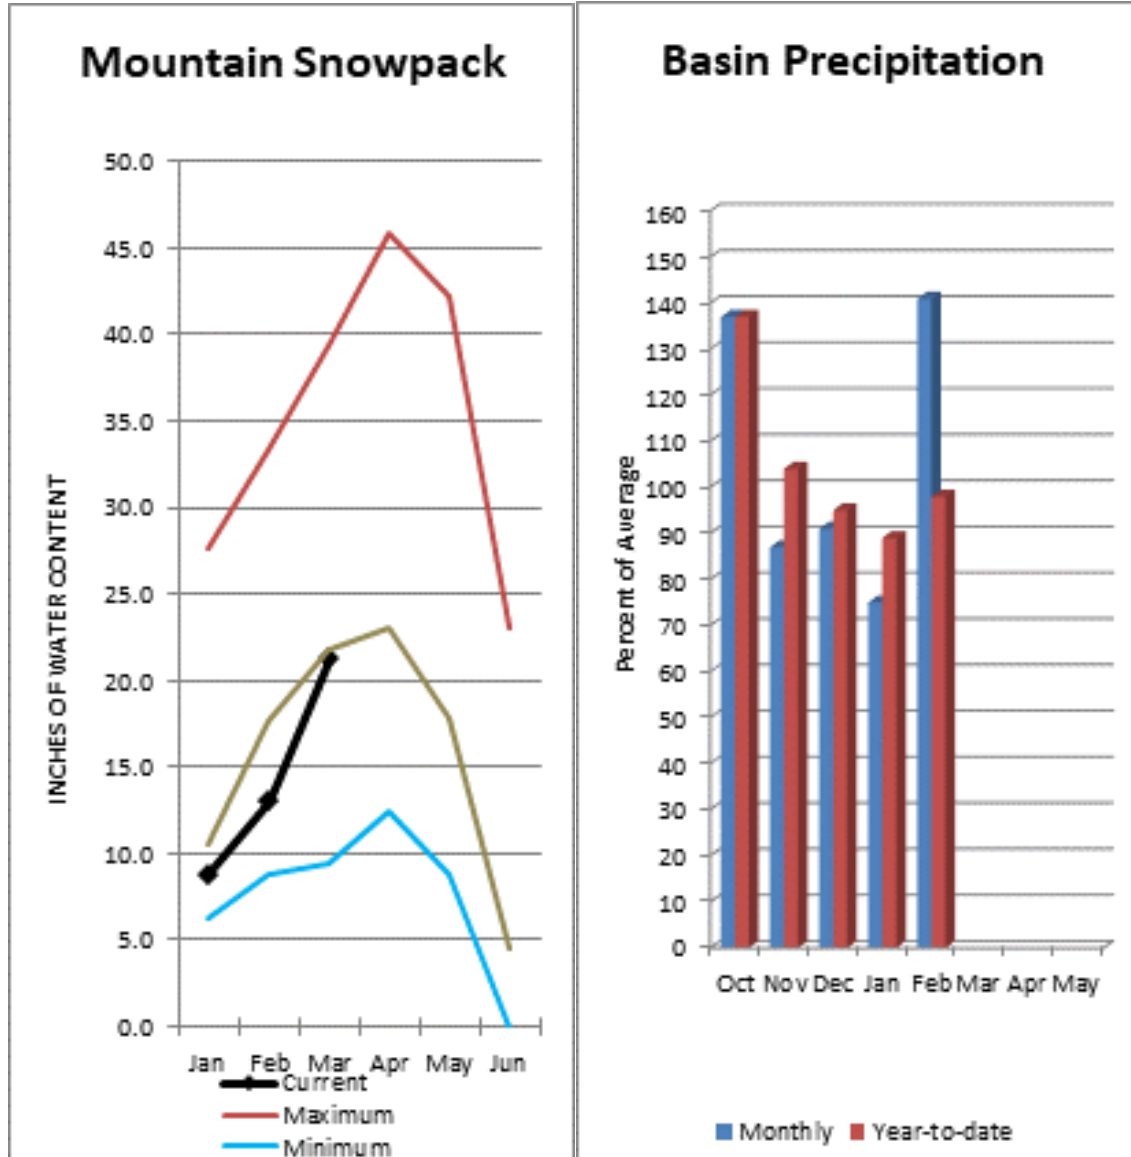 Mountain Snowpack
50.0
45.0
40.0
35.0
30.0
25.0
20.0
15.0
10.0
5.0
0.0
INCHES OF WATER CONTENT
Jan Feb Mar Apr May Jun
Current
Maximum
Minimum
Basin Precipitation
160
150
140
130
120
110
100
90
80
70
60
50
40
30
20
10
0
Percent of Average
Oct Nov Dec Jan Feb Mar Apr May
Monthly Year-to-date